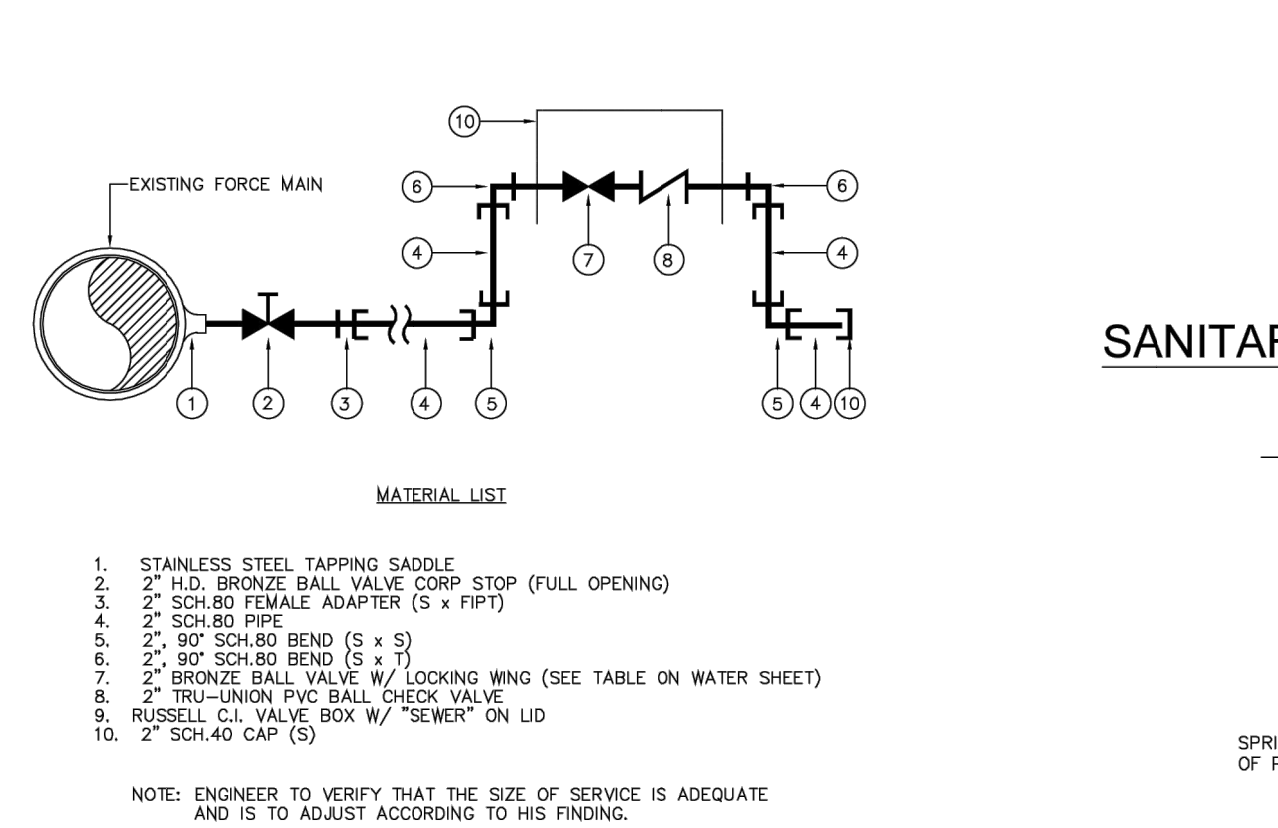 10
EXISTING FORCE MAIN
6
6
4
7
8
4
SANITAR
1
2
3
4
5
5
4
10
MATERIAL LIST
1. STAINLESS STEEL TAPPING SADDLE
2. 2" H.D. BRONZE BALL VALVE CORP STOP (FULL OPENING)
3. 2" SCH.80 FEMALE ADAPTER (S x FIPT)
4. 2" SCH.80 PIPE
5. 2", 90° SCH.80 BEND (S x S)
6. 2", 90° SCH.80 BEND (S x T)
7. 2" BRONZE BALL VALVE W/ LOCKING WING (SEE TABLE ON WATER SHEET)
8. 2" TRU-UNION PVC BALL CHECK VALVE
9. RUSSELL C.I. VALVE BOX W/ "SEWER" ON LID
10. 2" SCH.40 CAP (S)
SPRI
OF
NOTE: ENGINEER TO VERIFY THAT THE SIZE OF SERVICE IS ADEQUATE
AND IS TO ADJUST ACCORDING TO HIS FINDING.